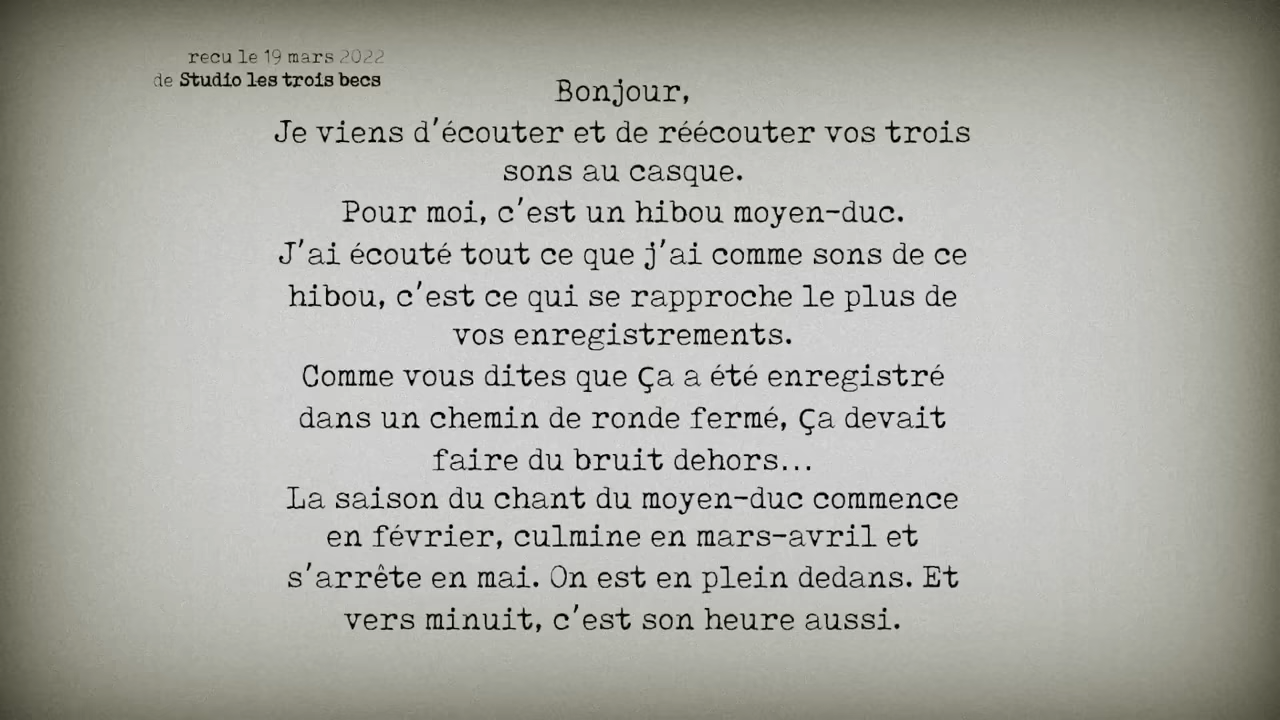 recu le 19 mars 2022
de Studio les trois becs
Bonjour,
Je viens d'écouter et de réécouter vos trois
sons au casque.
Pour moi, c'est un hibou moyen-duc.
J'ai écouté tout ce que j'ai comme sons de ce
hibou, c'est ce qui se rapproche le plus de
vos enregistrements.
Comme vous dites que Ça a été enregistré
dans un chemin de ronde fermé, Ça devait
faire du bruit dehors...
La saison du chant du moyen-duc commence
en février, culmine en mars-avril et
s'arrête en mai. On est en plein dedans. Et
vers minuit, c'est son heure aussi.